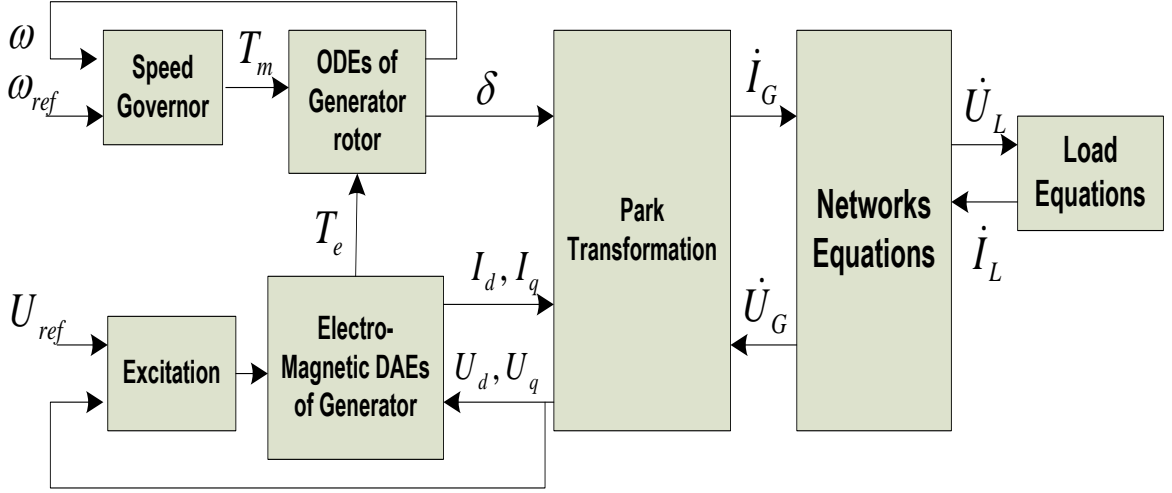 ω
ω_ref
Speed
Governor
T_m
ODEs of
Generator
rotor
δ
T_e
U_ref
Excitation
Electro-
Magnetic DAEs
of Generator
I_d, I_q
U_d, U_q
Park
Transformation
İ_G
U̇_G
Networks
Equations
U̇_L
İ_L
Load
Equations